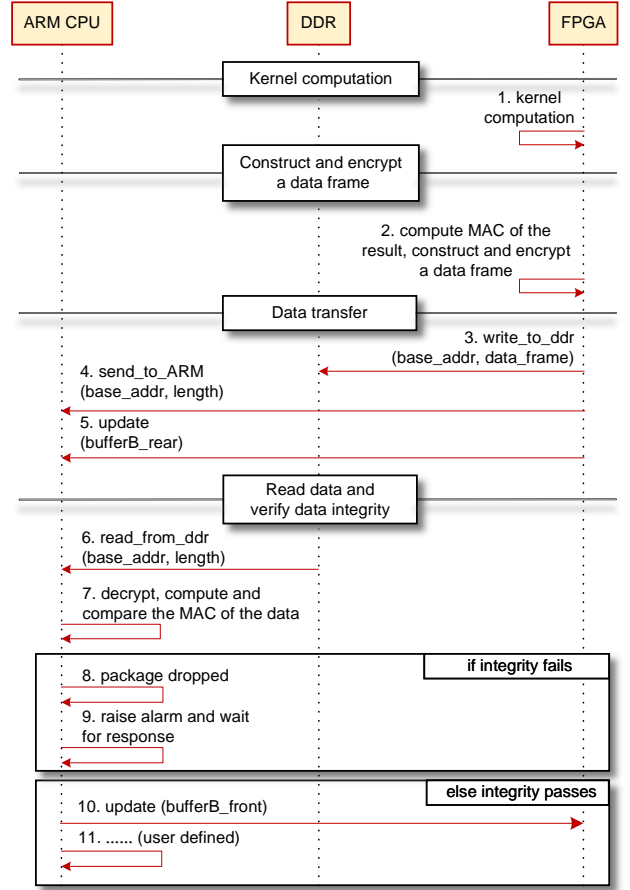 ARM CPU
DDR
FPGA
Kernel computation
1. kernel
computation
Construct and encrypt
a data frame
2. compute MAC of the
result, construct and encrypt
a data frame
Data transfer
3. write_to_ddr
(base_addr, data_frame)
4. send_to_ARM
(base_addr, length)
5. update
(bufferB_rear)
Read data and
verify data integrity
6. read_from_ddr
(base_addr, length)
7. decrypt, compute and
compare the MAC of the data
if integrity fails
8. package dropped
9. raise alarm and wait
for response
else integrity passes
10. update (bufferB_front)
11. ...... (user defined)